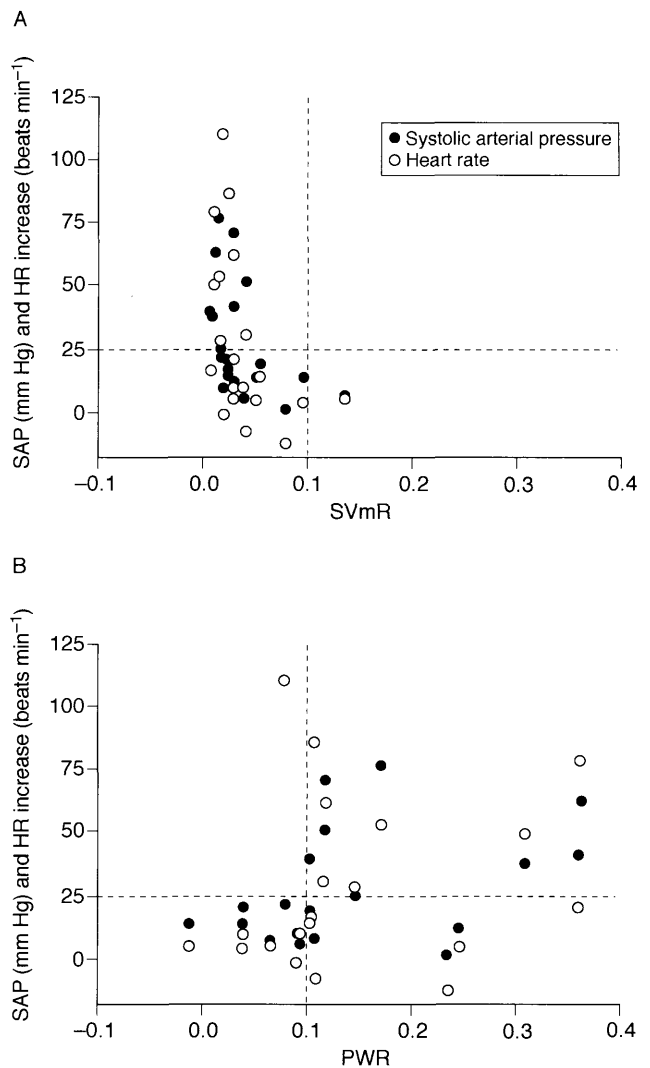 A
SAP (mm Hg) and HR increase (beats min⁻¹)
125
100
75
50
25
0
−0.1 0.0 0.1 0.2 0.3 0.4
SVmR
Systolic arterial pressure
Heart rate
B
SAP (mm Hg) and HR increase (beats min⁻¹)
125
100
75
50
25
0
−0.1 0.0 0.1 0.2 0.3 0.4
PWR